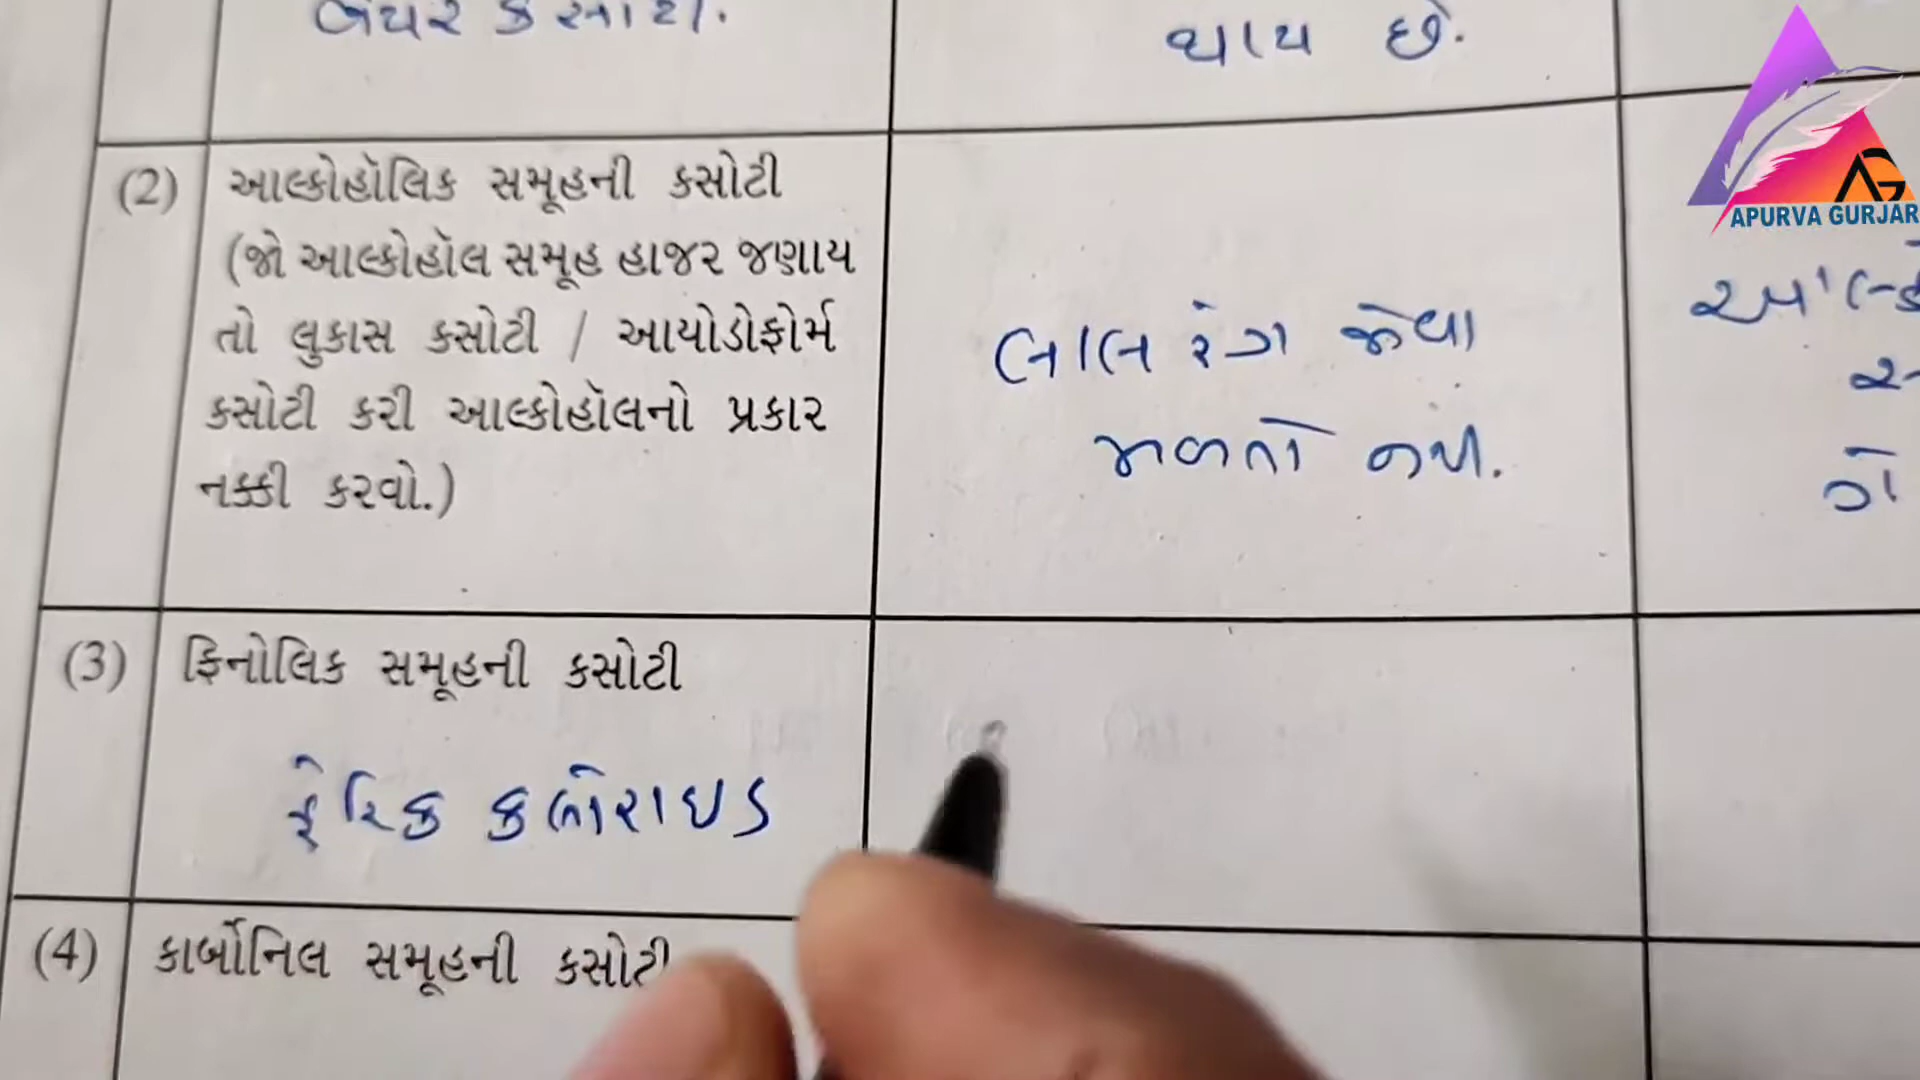 થાય છે.
(2) આલ્કોહૉલિક સમૂહની કસોટી
(જો આલ્કોહૉલ સમૂહ હાજર જણાય
તો લુકાસ કસોટી / આયોડોફોર્મ
કસોટી કરી આલ્કોહૉલનો પ્રકાર
નક્કી કરવો.)
લાલ રંગ જોવા
મળતો નથી.
(3) ફિનોલિક સમૂહની કસોટી
ફેરિક ક્લોરાઇડ
(4) કાર્બોનિલ સમૂહની કસોટી
AG
APURVA GURJAR